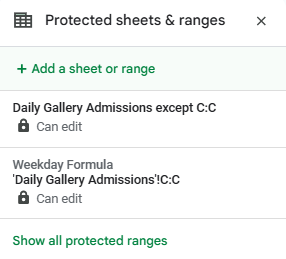 Protected sheets & ranges
+ Add a sheet or range
Daily Gallery Admissions except C:C
Can edit
Weekday Formula
'Daily Gallery Admissions'!C:C
Can edit
Show all protected ranges